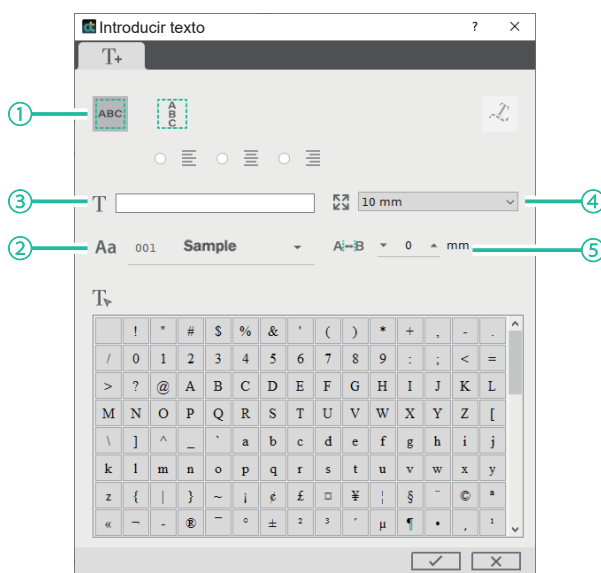 ct Introducir texto ? ×
T+
① ABC
A
B
C
T
③ T
10 mm ④
② Aa 001 Sample A↔B 0 mm ⑤
T
! " # $ % & ' ( ) * + , - .
/ 0 1 2 3 4 5 6 7 8 9 : ; < =
> ? @ A B C D E F G H I J K L
M N O P Q R S T U V W X Y Z [
\ ] ^ _ ` a b c d e f g h i j
k l m n o p q r s t u v w x y
z { | } ~ ¡ ¢ £ ¤ ¥ ¦ § ¨ © ª
« ¬ - ® ¯ ° ± ² ³ ´ µ ¶ • ¸ ¹